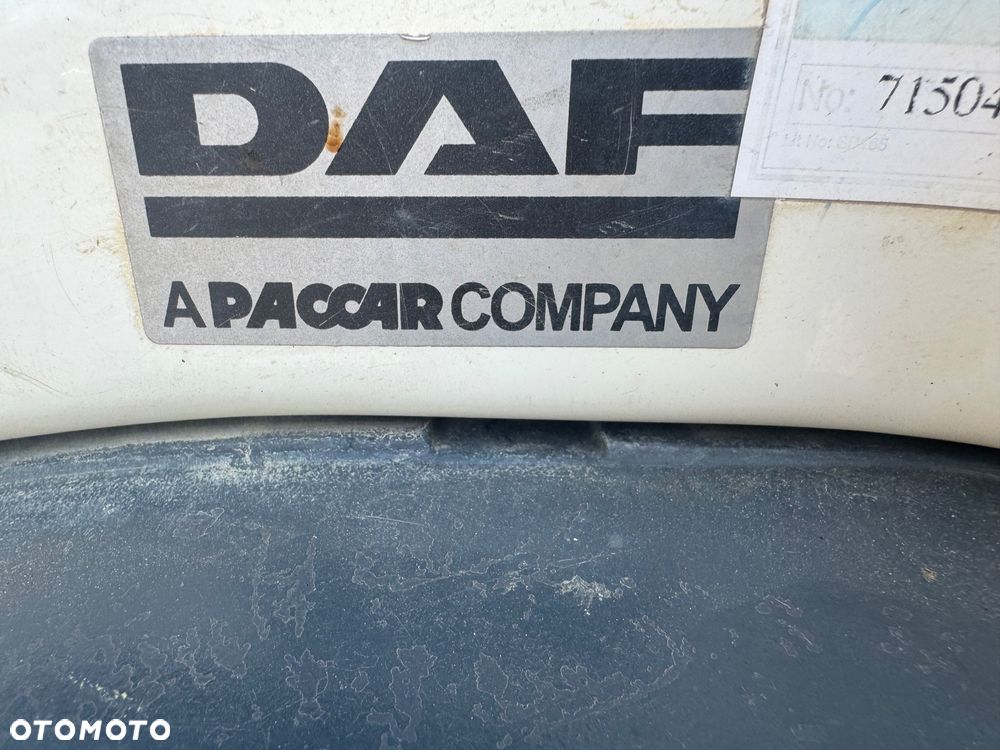 DAF
A PACCAR COMPANY
No: 71504
OTOMOTO